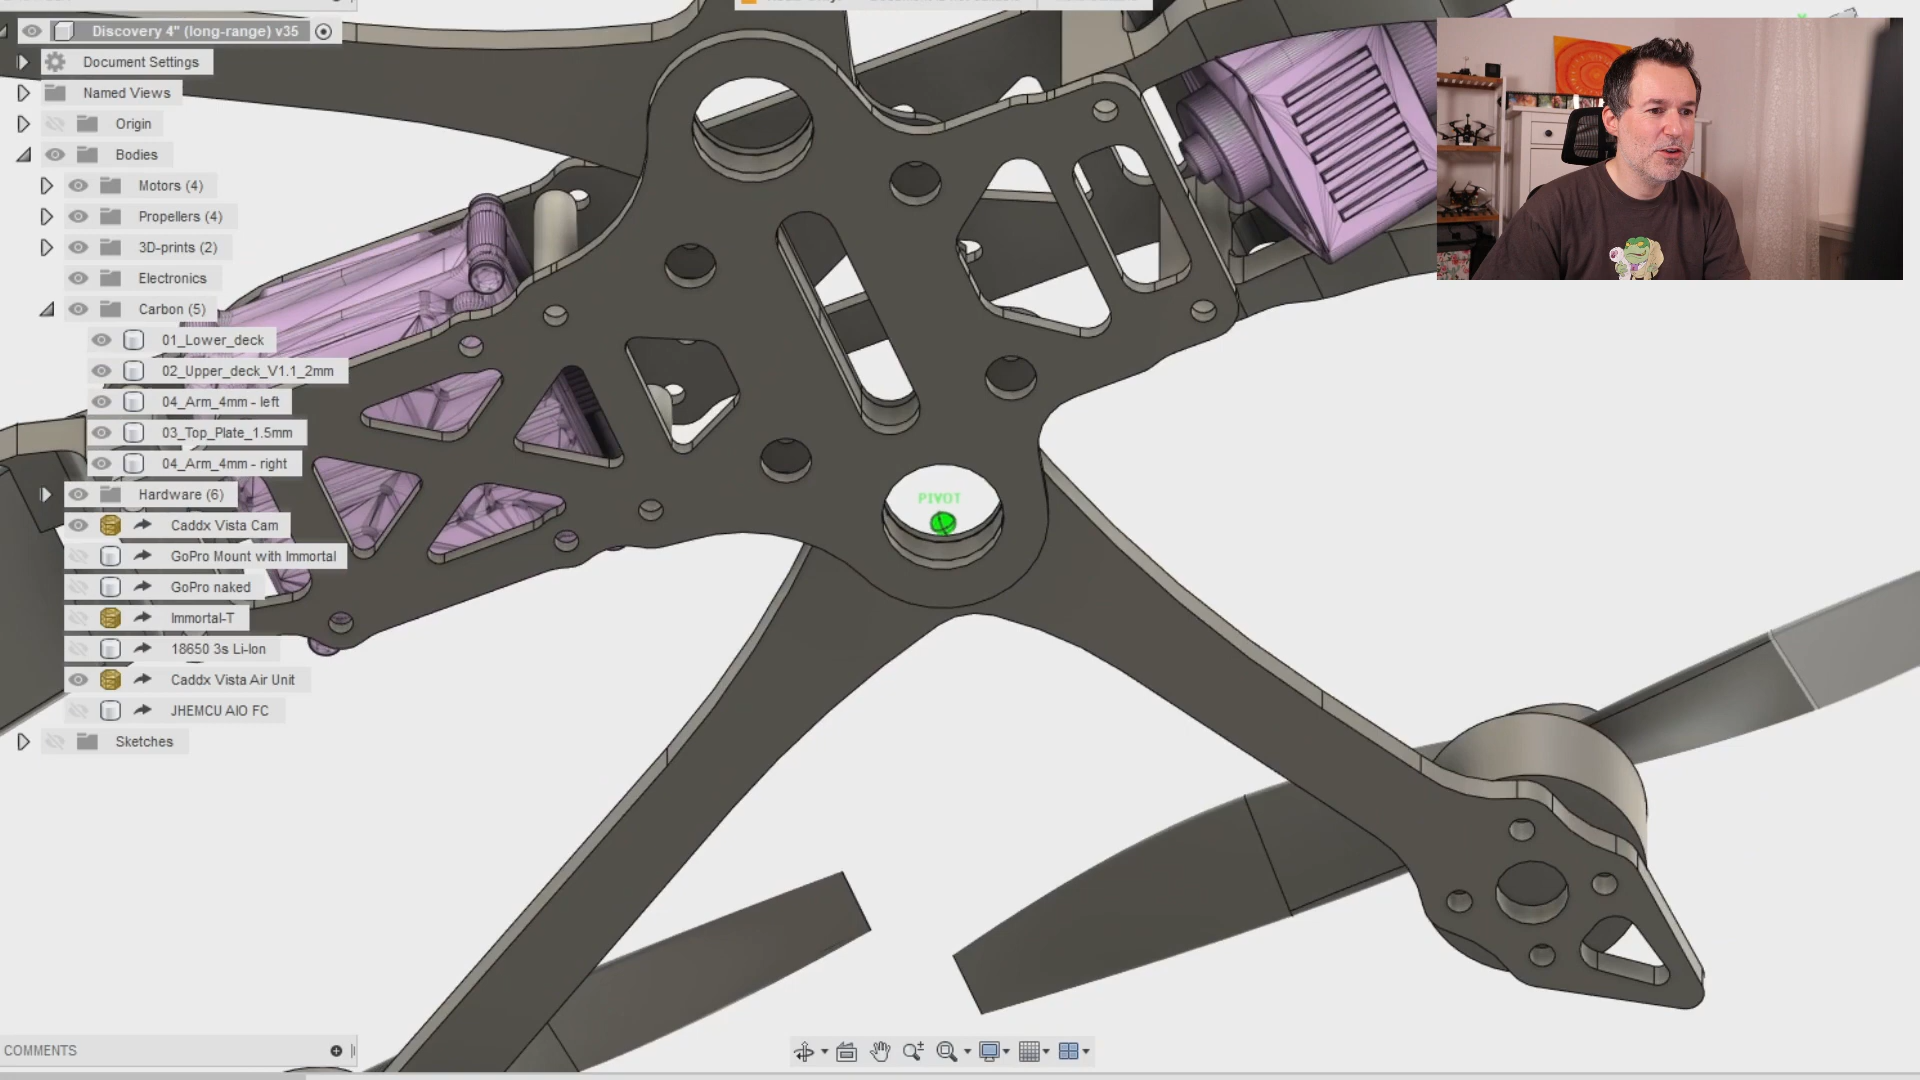 Discovery 4" (long-range) v35
Document Settings
Named Views
Origin
Bodies
Motors (4)
Propellers (4)
3D-prints (2)
Electronics
Carbon (5)
01_Lower_deck
02_Upper_deck_V1.1_2mm
04_Arm_4mm - left
03_Top_Plate_1.5mm
04_Arm_4mm - right
Hardware (6)
Caddx Vista Cam
GoPro Mount with Immortal
GoPro naked
Immortal-T
18650 3s Li-Ion
Caddx Vista Air Unit
JHEMCU AIO FC
Sketches
PIVOT
COMMENTS